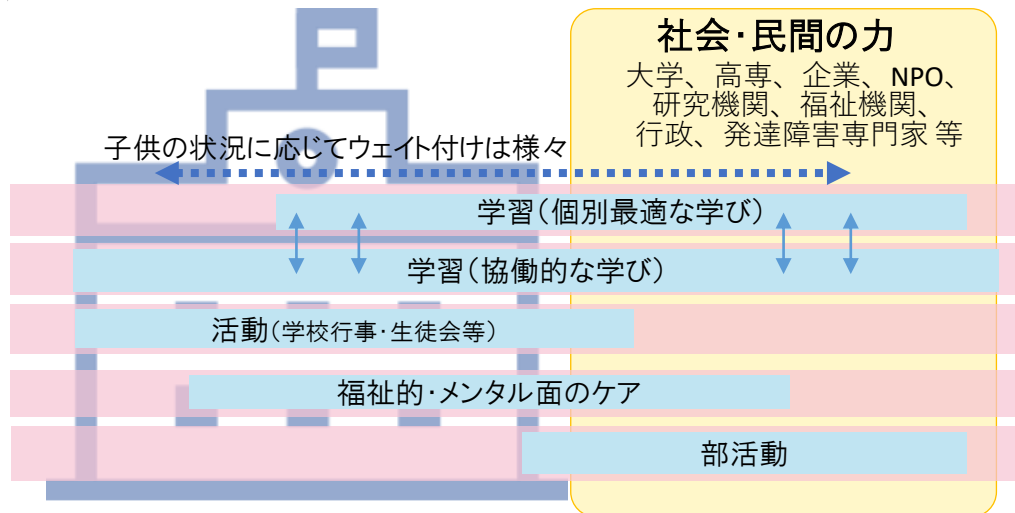 社会・民間の力
大学、高専、企業、NPO、
研究機関、福祉機関、
行政、発達障害専門家 等
子供の状況に応じてウェイト付けは様々
学習（個別最適な学び）
学習（協働的な学び）
活動（学校行事・生徒会等）
福祉的・メンタル面のケア
部活動